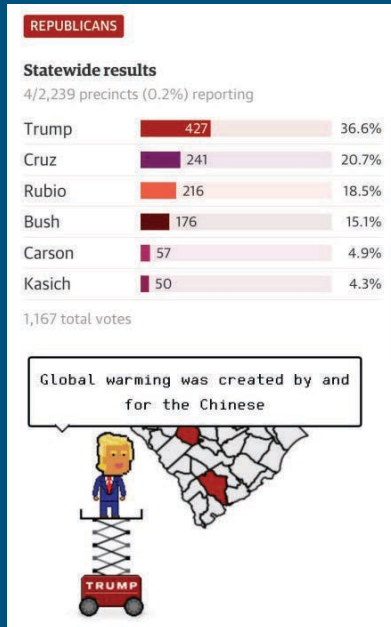 REPUBLICANS
Statewide results
4/2,239 precincts (0.2%) reporting
Trump 427 36.6%
Cruz 241 20.7%
Rubio 216 18.5%
Bush 176 15.1%
Carson 57 4.9%
Kasich 50 4.3%
1,167 total votes
Global warming was created by and
for the Chinese
TRUMP